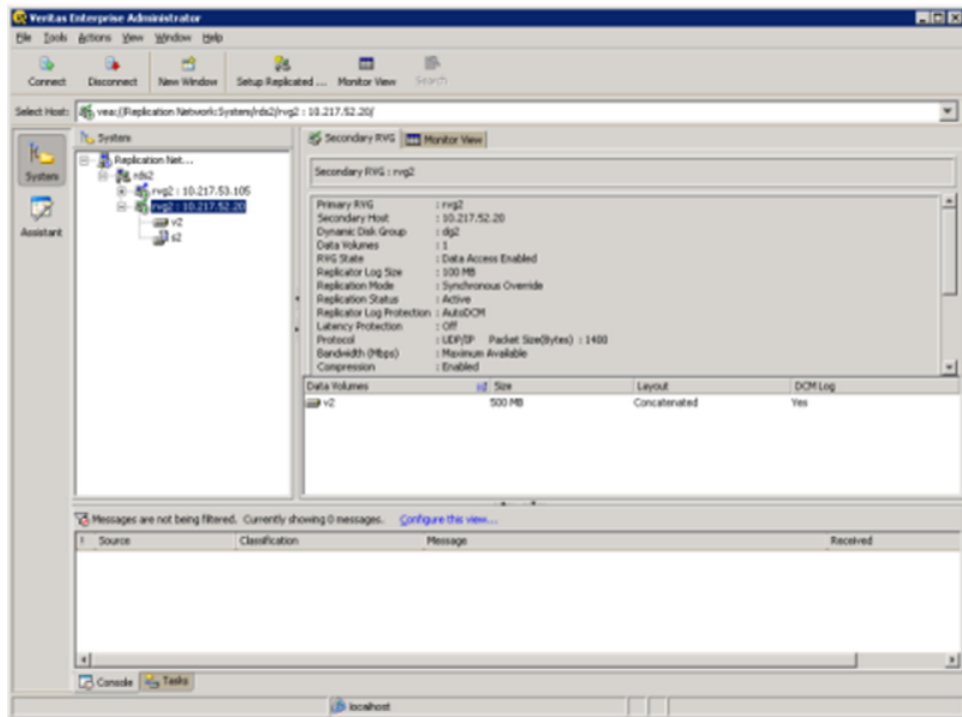 Veritas Enterprise Administrator
File Tools Actions View Window Help
Connect Disconnect New Window Setup Replicated ... Monitor View Search
Select Host: vea://Replication Network:System/rds2/rvg2 : 10.217.52.20/
System
Assistant
System
Replication Net...
rds2
rvg2 : 10.217.53.105
rvg2 : 10.217.52.20
v2
s2
Secondary RVG Monitor View
Secondary RVG : rvg2
Primary RVG : rvg2
Secondary Host : 10.217.52.20
Dynamic Disk Group : dg2
Data Volumes : 1
RVG State : Data Access Enabled
Replicator Log Size : 100 MB
Replication Mode : Synchronous Override
Replication Status : Active
Replicator Log Protection : AutoDCM
Latency Protection : Off
Protocol : UDP/IP Packet Size(Bytes) : 1400
Bandwidth (Mbps) : Maximum Available
Compression : Enabled
Data Volumes Size Layout DCM Log
v2 500 MB Concatenated Yes
Messages are not being filtered. Currently showing 0 messages. Configure this view...
! Source Classification Message Received
Console Tasks
localhost